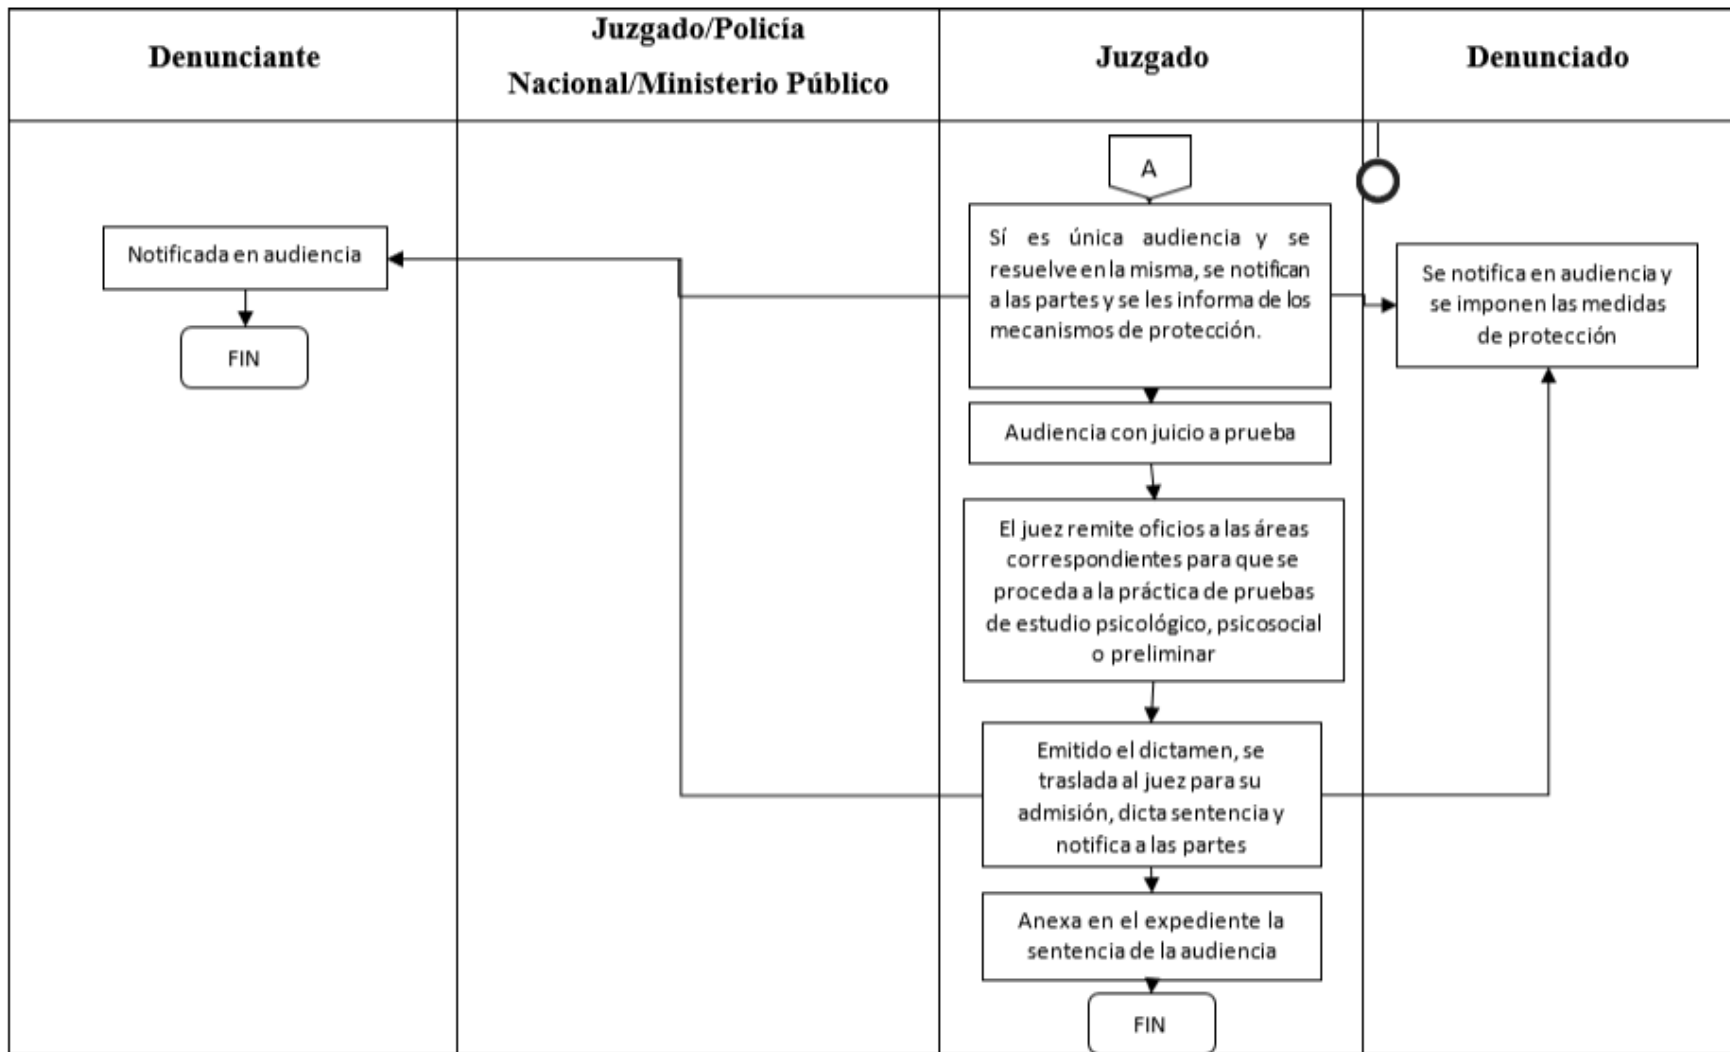 Denunciante
Juzgado/Policía
Nacional/Ministerio Público
Juzgado
Denunciado
A
Notificada en audiencia
FIN
Sí es única audiencia y se
resuelve en la misma, se notifican
a las partes y se les informa de los
mecanismos de protección.
Se notifica en audiencia y
se imponen las medidas
de protección
Audiencia con juicio a prueba
El juez remite oficios a las áreas
correspondientes para que se
proceda a la práctica de pruebas
de estudio psicológico, psicosocial
o preliminar
Emitido el dictamen, se
traslada al juez para su
admisión, dicta sentencia y
notifica a las partes
Anexa en el expediente la
sentencia de la audiencia
FIN